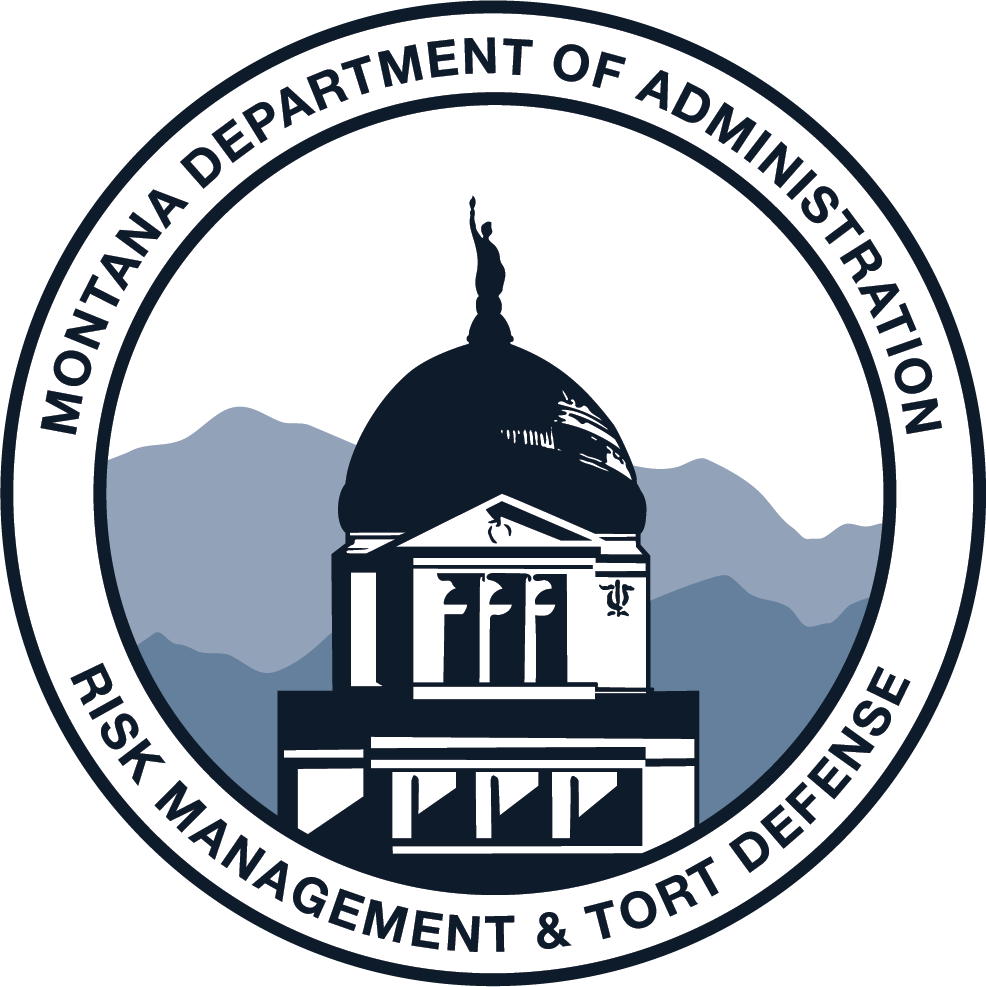 MONTANA DEPARTMENT OF ADMINISTRATION
RISK MANAGEMENT & TORT DEFENSE